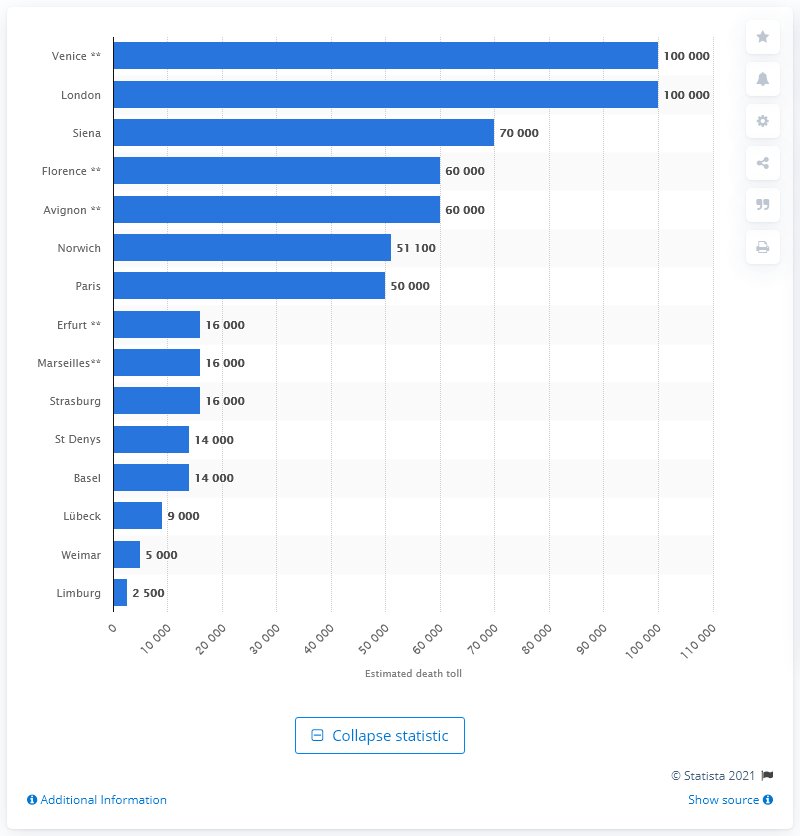 Venice ** 100 000
London 100 000
Siena 70 000
Florence ** 60 000
Avignon ** 60 000
Norwich 51 100
Paris 50 000
Erfurt ** 16 000
Marseilles** 16 000
Strasburg 16 000
St Denys 14 000
Basel 14 000
Lübeck 9 000
Weimar 5 000
Limburg 2 500
0 10 000 20 000 30 000 40 000 50 000 60 000 70 000 80 000 90 000 100 000 110 000
Estimated death toll
Collapse statistic
© Statista 2021
Additional Information Show source